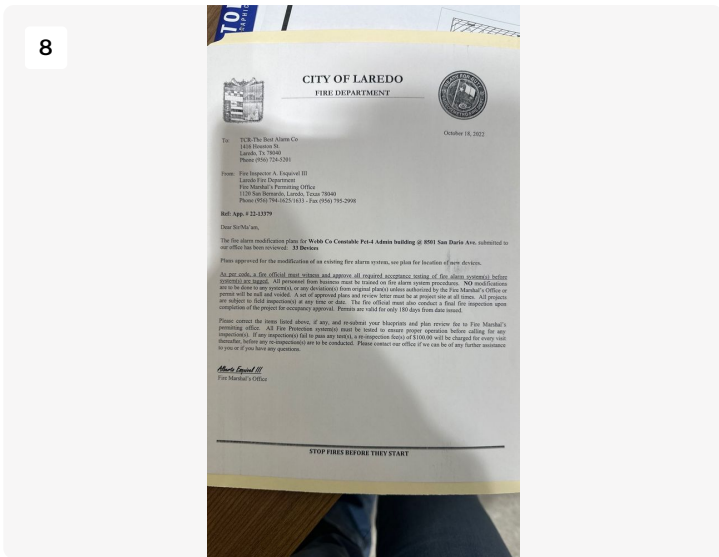 8
CITY OF LAREDO
FIRE DEPARTMENT
October 18, 2022
To: TCR-The Best Alarm Co
1416 Houston St.
Laredo, Tx 78040
Phone (956) 724-5201
From: Fire Inspector A. Esquivel III
Laredo Fire Department
Fire Marshal's Permitting Office
1120 San Bernardo, Laredo, Texas 78040
Phone (956) 794-1625/1633 - Fax (956) 795-2998
Ref: App. # 22-13379
Dear Sir/Ma'am,
The fire alarm modification plans for Webb Co Constable Pct-4 Admin building @ 8501 San Dario Ave. submitted to
our office has been reviewed: 33 Devices
Plans approved for the modification of an existing fire alarm system, see plan for location of new devices.
As per code, a fire official must witness and approve all required acceptance testing of fire alarm system(s) before
system(s) are tagged. All personnel from business must be trained on fire alarm system procedures. NO modifications
are to be done to any system(s), or any deviation(s) from original plan(s) unless authorized by the Fire Marshal's Office or
permit will be null and voided. A set of approved plans and review letter must be at project site at all times. All projects
are subject to field inspection(s) at any time or date. The fire official must also conduct a final fire inspection upon
completion of the project for occupancy approval. Permits are valid for only 180 days from date issued.
Please correct the items listed above, if any, and re-submit your blueprints and plan review fee to Fire Marshal's
permitting office. All Fire Protection system(s) must be tested to ensure proper operation before calling for any
inspection(s). If any inspection(s) fail to pass any test(s), a re-inspection fee(s) of $100.00 will be charged for every visit
thereafter, before any re-inspection(s) are to be conducted. Please contact our office if we can be of any further assistance
to you or if you have any questions.
Alberto Esquivel III
Fire Marshal's Office
STOP FIRES BEFORE THEY START